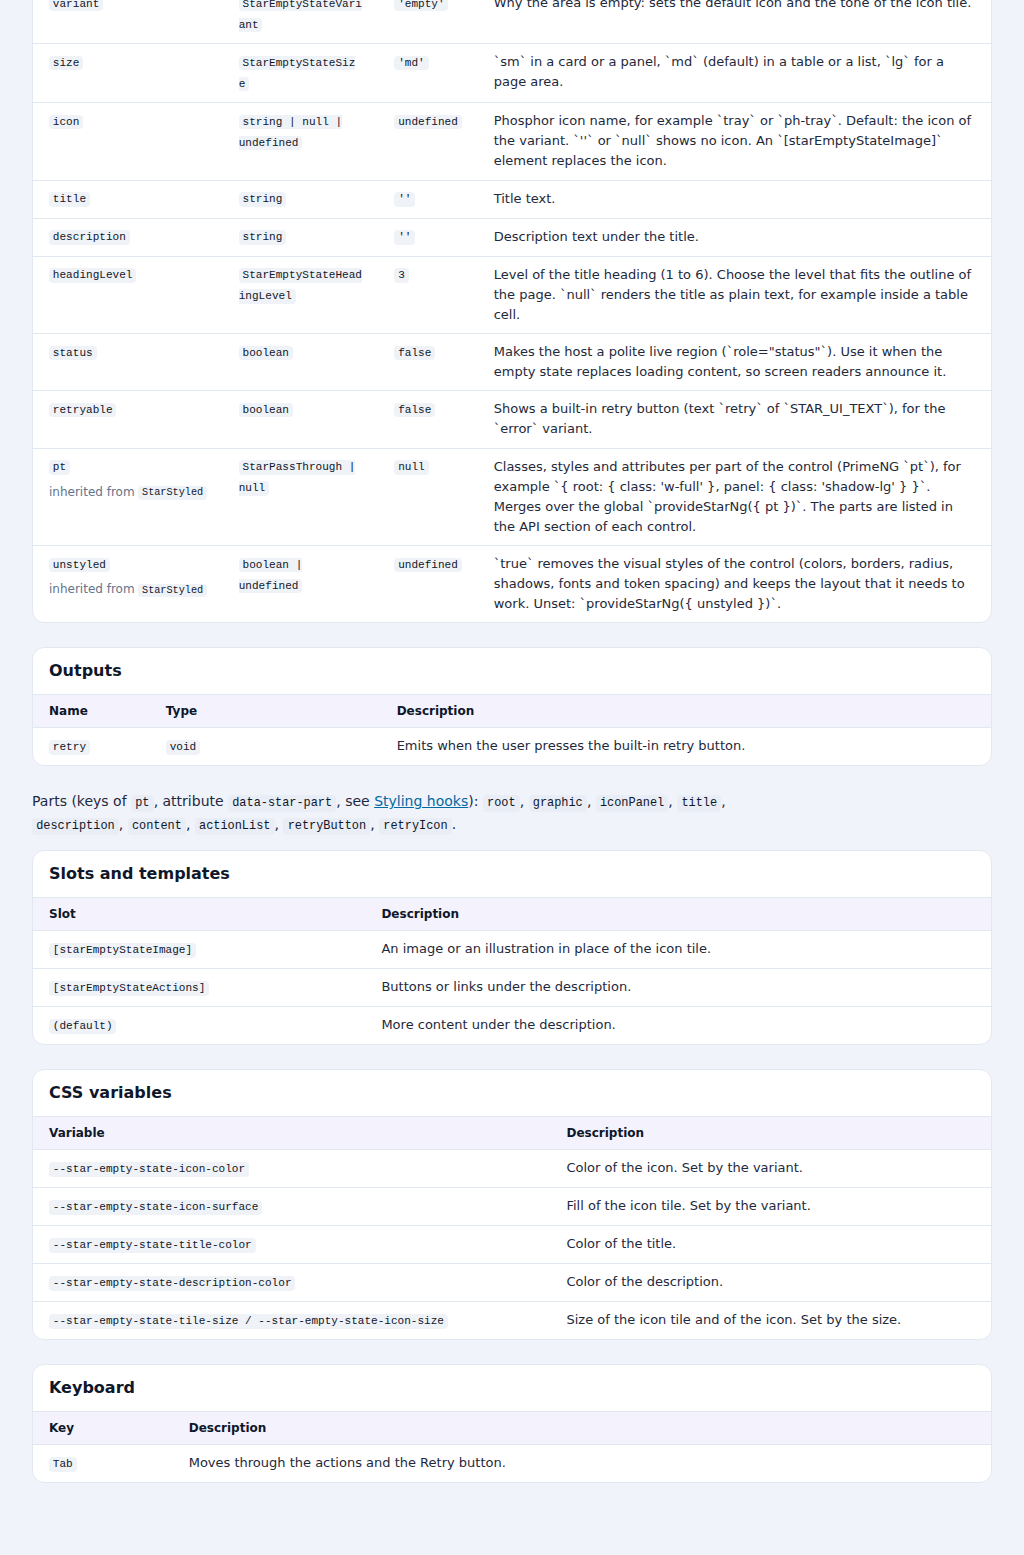 variant StarEmptyStateVari 'empty' Why the area is empty: sets the default icon and the tone of the icon tile.
ant
size StarEmptyStateSiz 'md' `sm` in a card or a panel, `md` (default) in a table or a list, `lg` for a
e page area.
icon string | null | undefined Phosphor icon name, for example `tray` or `ph-tray`. Default: the icon of
undefined the variant. `''` or `null` shows no icon. An `[starEmptyStateImage]`
element replaces the icon.
title string '' Title text.
description string '' Description text under the title.
headingLevel StarEmptyStateHead 3 Level of the title heading (1 to 6). Choose the level that fits the outline of
ingLevel the page. `null` renders the title as plain text, for example inside a table
cell.
status boolean false Makes the host a polite live region (`role="status"`). Use it when the
empty state replaces loading content, so screen readers announce it.
retryable boolean false Shows a built-in retry button (text `retry` of `STAR_UI_TEXT`), for the
`error` variant.
pt StarPassThrough | null Classes, styles and attributes per part of the control (PrimeNG `pt`), for
inherited from StarStyled null example `{ root: { class: 'w-full' }, panel: { class: 'shadow-lg' } }`.
Merges over the global `provideStarNg({ pt })`. The parts are listed in
the API section of each control.
unstyled boolean | undefined `true` removes the visual styles of the control (colors, borders, radius,
inherited from StarStyled undefined shadows, fonts and token spacing) and keeps the layout that it needs to
work. Unset: `provideStarNg({ unstyled })`.
Outputs
Name Type Description
retry void Emits when the user presses the built-in retry button.
Parts (keys of pt, attribute data-star-part, see Styling hooks): root, graphic, iconPanel, title,
description, content, actionList, retryButton, retryIcon.
Slots and templates
Slot Description
[starEmptyStateImage] An image or an illustration in place of the icon tile.
[starEmptyStateActions] Buttons or links under the description.
(default) More content under the description.
CSS variables
Variable Description
--star-empty-state-icon-color Color of the icon. Set by the variant.
--star-empty-state-icon-surface Fill of the icon tile. Set by the variant.
--star-empty-state-title-color Color of the title.
--star-empty-state-description-color Color of the description.
--star-empty-state-tile-size / --star-empty-state-icon-size Size of the icon tile and of the icon. Set by the size.
Keyboard
Key Description
Tab Moves through the actions and the Retry button.